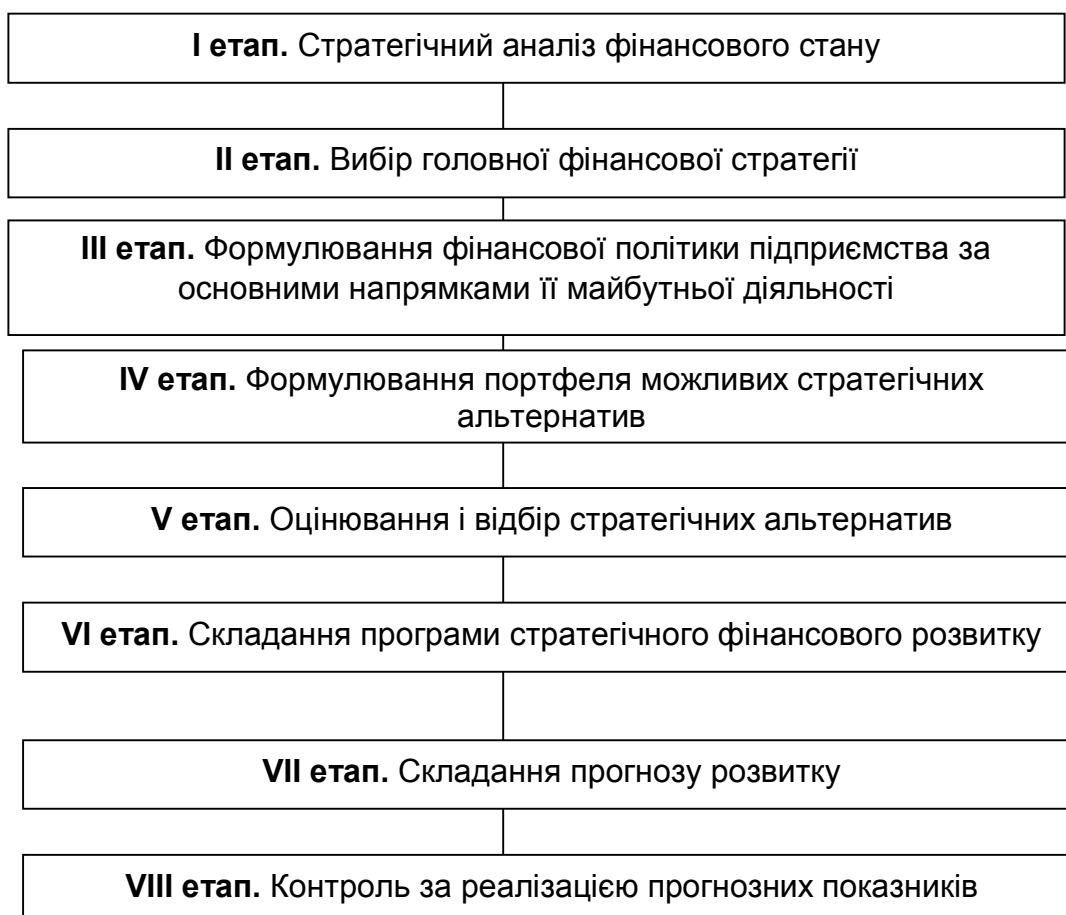 І етап. Стратегічний аналіз фінансового стану
ІІ етап. Вибір головної фінансової стратегії
ІІІ етап. Формулювання фінансової політики підприємства за
основними напрямками її майбутньої діяльності
IV етап. Формулювання портфеля можливих стратегічних
альтернатив
V етап. Оцінювання і відбір стратегічних альтернатив
VI етап. Складання програми стратегічного фінансового розвитку
VII етап. Складання прогнозу розвитку
VIII етап. Контроль за реалізацією прогнозних показників